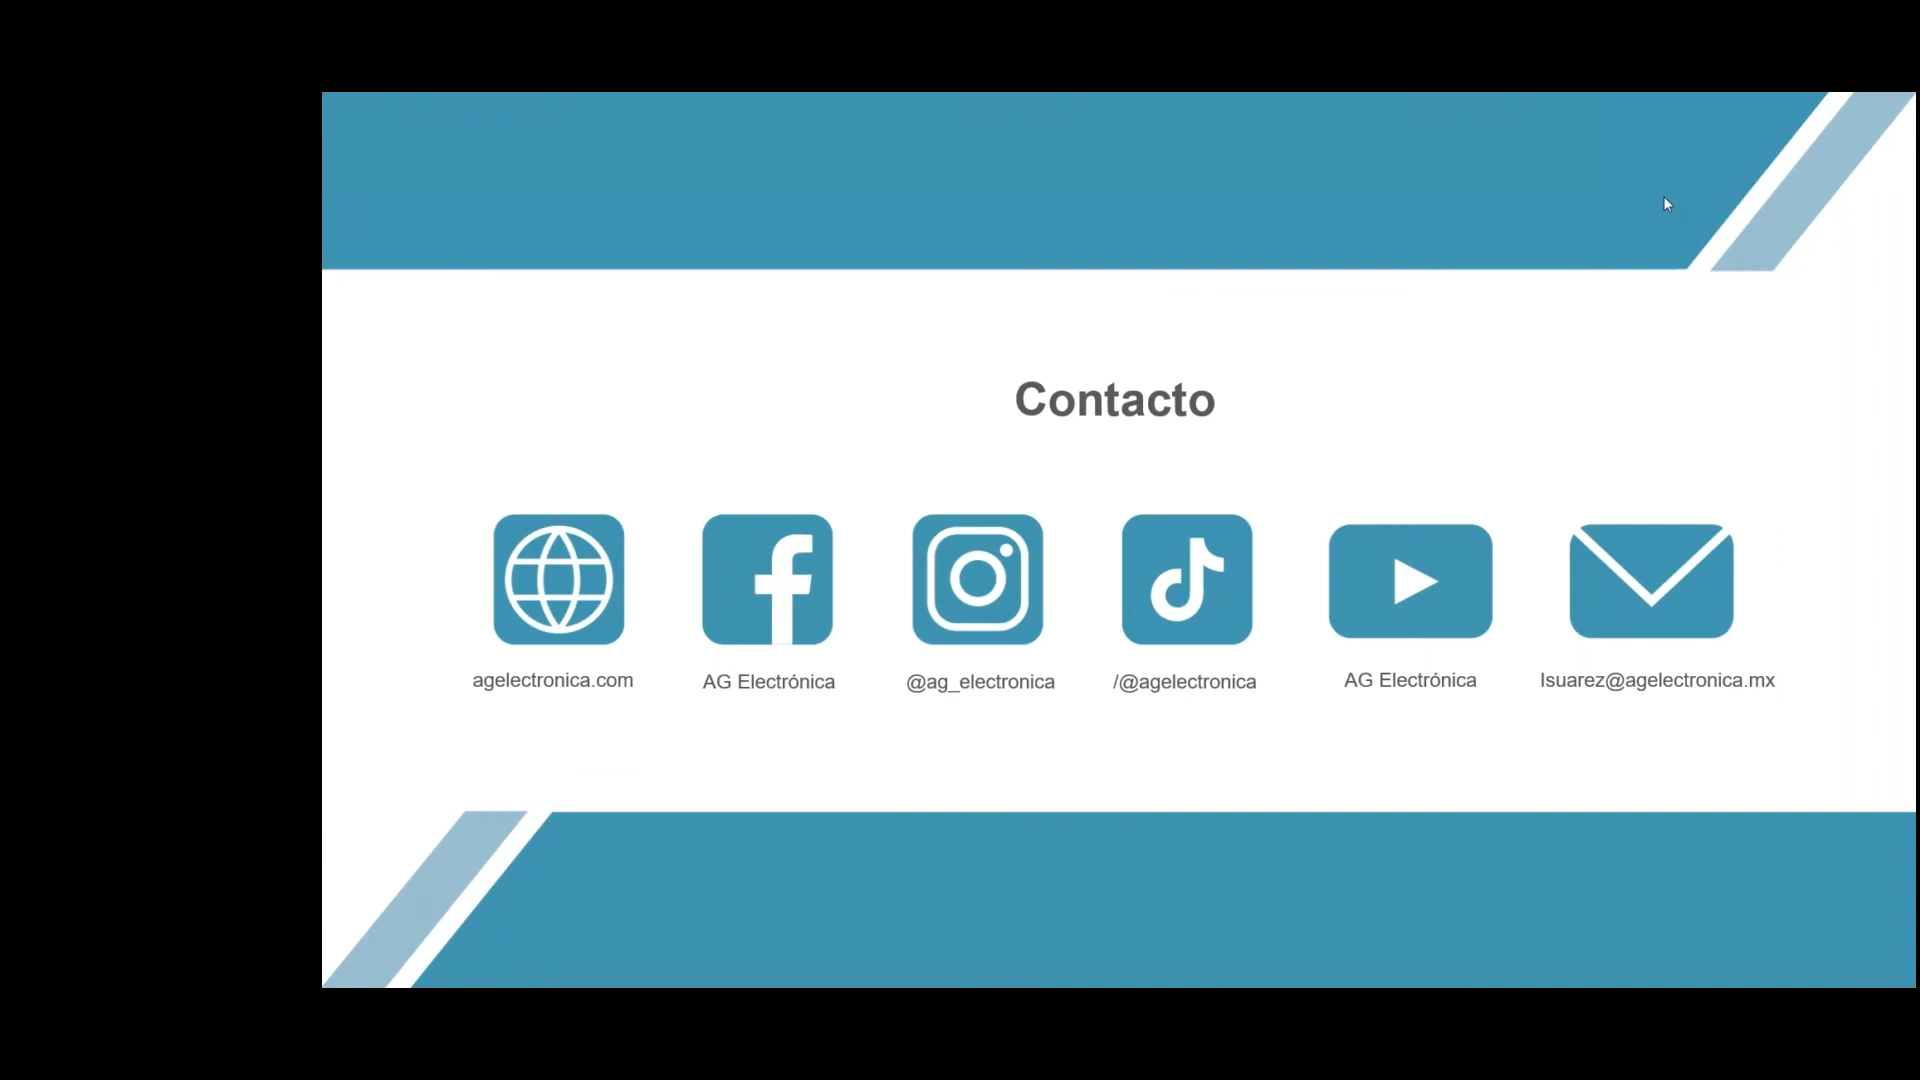 Contacto
agelectronica.com
AG Electrónica
@ag_electronica
/@agelectronica
AG Electrónica
lsuarez@agelectronica.mx